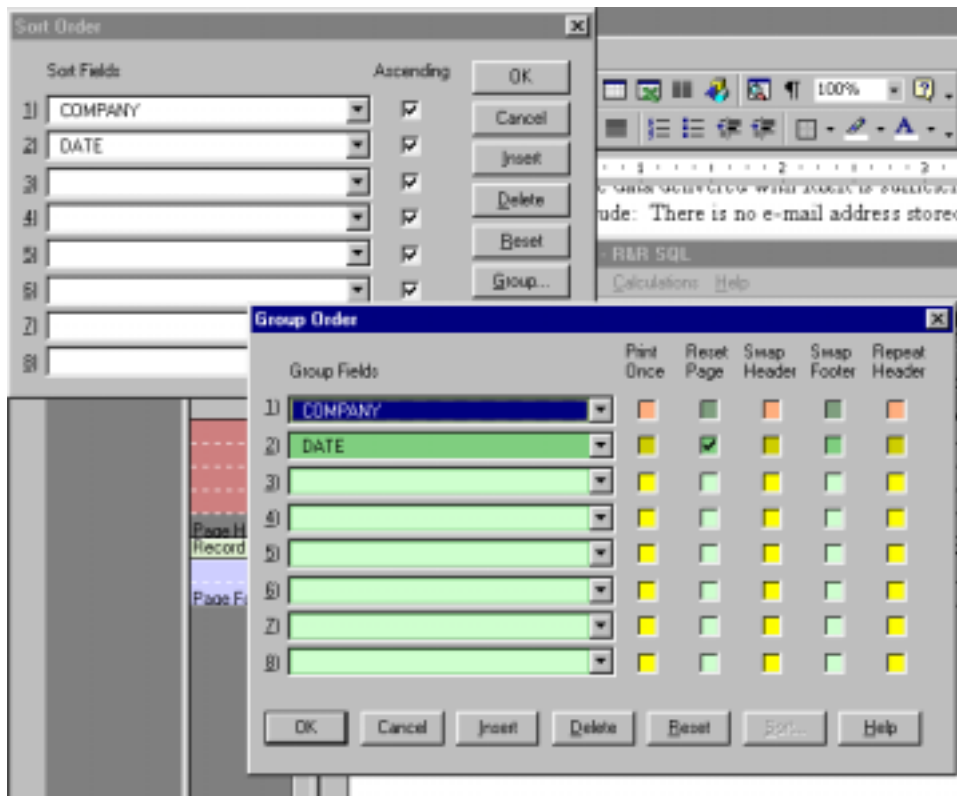 Sort Order
Sort Fields Ascending
1) COMPANY
2) DATE
3)
4)
5)
6)
7)
8)
OK
Cancel
Insert
Delete
Reset
Group...
100%
1 2 3
ude: There is no e-mail address stored
- R&R SQL
Calculations Help
Group Order
Group Fields
Print Once
Reset Page
Swap Header
Swap Footer
Repeat Header
1) COMPANY
2) DATE
3)
4)
5)
6)
7)
8)
OK Cancel Insert Delete Reset Sort... Help
Page H
Record
Page F